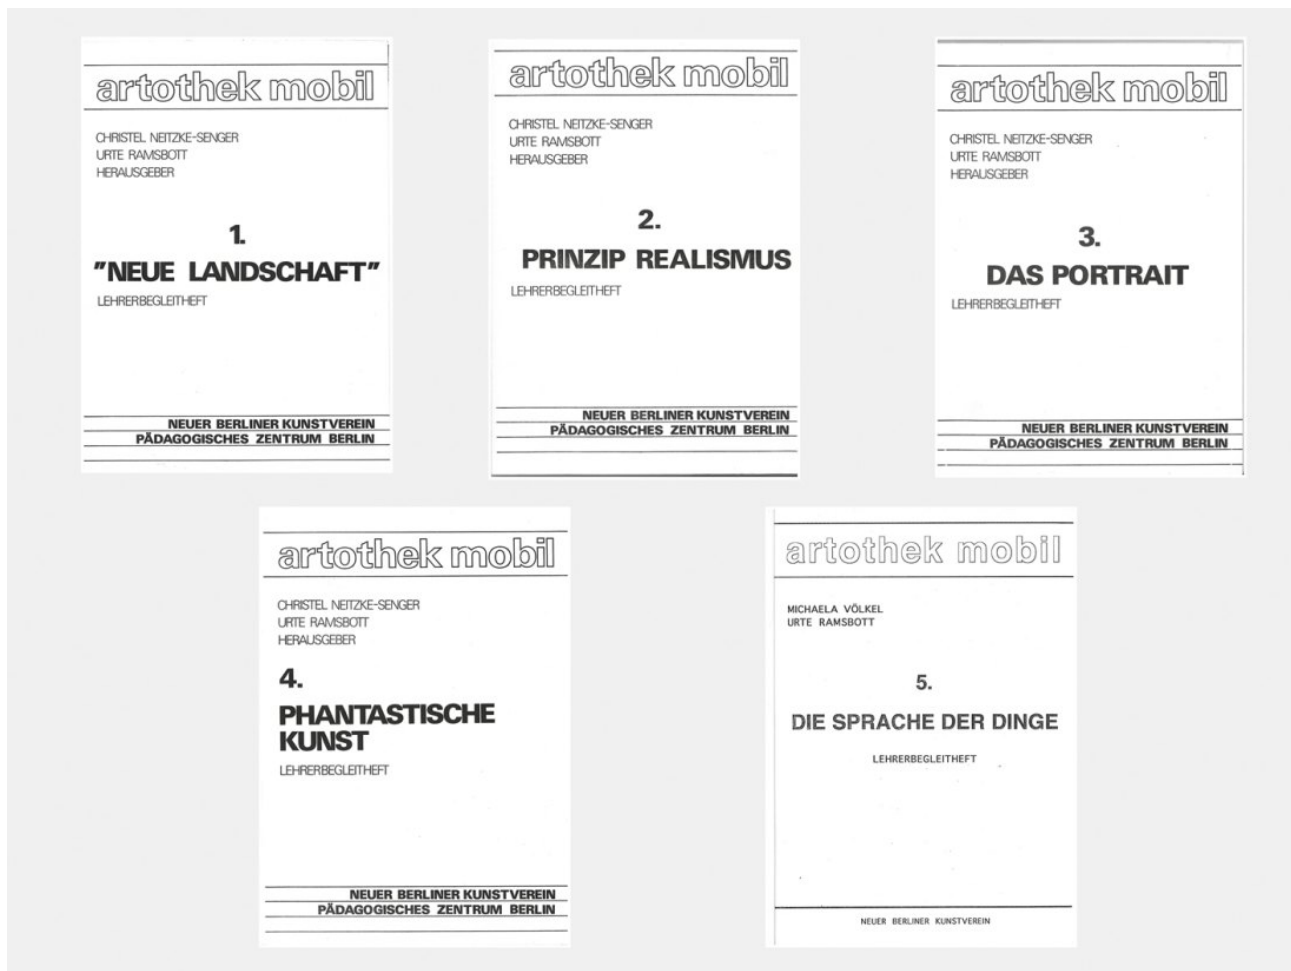 artothek mobil
CHRISTEL NEITZKE-SENGER
URTE RAMSBOTT
HERAUSGEBER
1.
"NEUE LANDSCHAFT"
LEHRERBEGLEITHEFT
NEUER BERLINER KUNSTVEREIN
PÄDAGOGISCHES ZENTRUM BERLIN
artothek mobil
CHRISTEL NEITZKE-SENGER
URTE RAMSBOTT
HERAUSGEBER
2.
PRINZIP REALISMUS
LEHRERBEGLEITHEFT
NEUER BERLINER KUNSTVEREIN
PÄDAGOGISCHES ZENTRUM BERLIN
artothek mobil
CHRISTEL NEITZKE-SENGER
URTE RAMSBOTT
HERAUSGEBER
3.
DAS PORTRAIT
LEHRERBEGLEITHEFT
NEUER BERLINER KUNSTVEREIN
PÄDAGOGISCHES ZENTRUM BERLIN
artothek mobil
CHRISTEL NEITZKE-SENGER
URTE RAMSBOTT
HERAUSGEBER
4.
PHANTASTISCHE
KUNST
LEHRERBEGLEITHEFT
NEUER BERLINER KUNSTVEREIN
PÄDAGOGISCHES ZENTRUM BERLIN
artothek mobil
MICHAELA VÖLKEL
URTE RAMSBOTT
5.
DIE SPRACHE DER DINGE
LEHRERBEGLEITHEFT
NEUER BERLINER KUNSTVEREIN